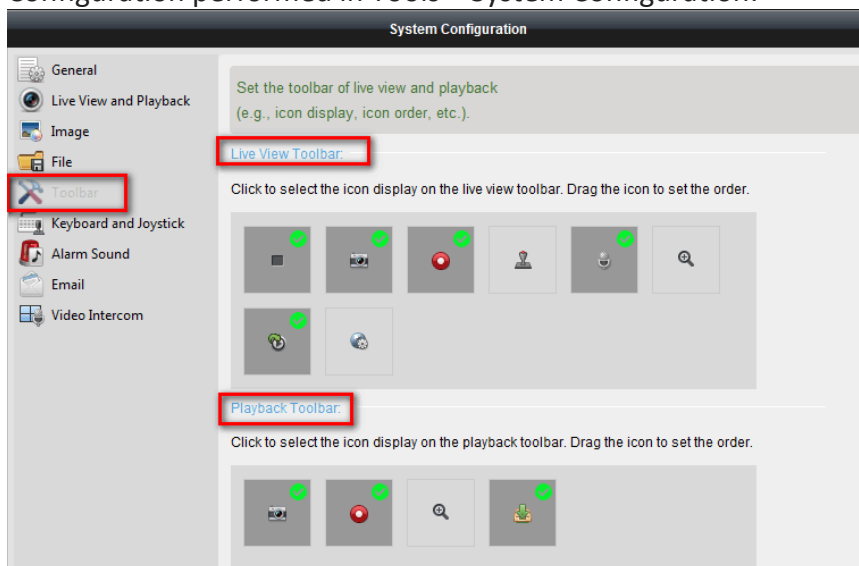 System Configuration
General
Live View and Playback
Image
File
Toolbar
Keyboard and Joystick
Alarm Sound
Email
Video Intercom
Set the toolbar of live view and playback
(e.g., icon display, icon order, etc.).
Live View Toolbar:
Click to select the icon display on the live view toolbar. Drag the icon to set the order.
Playback Toolbar:
Click to select the icon display on the playback toolbar. Drag the icon to set the order.